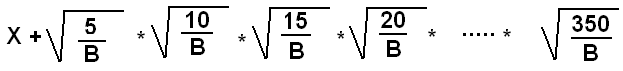 X + √(5/B) * √(10/B) * √(15/B) * √(20/B) * ..... * √(350/B)